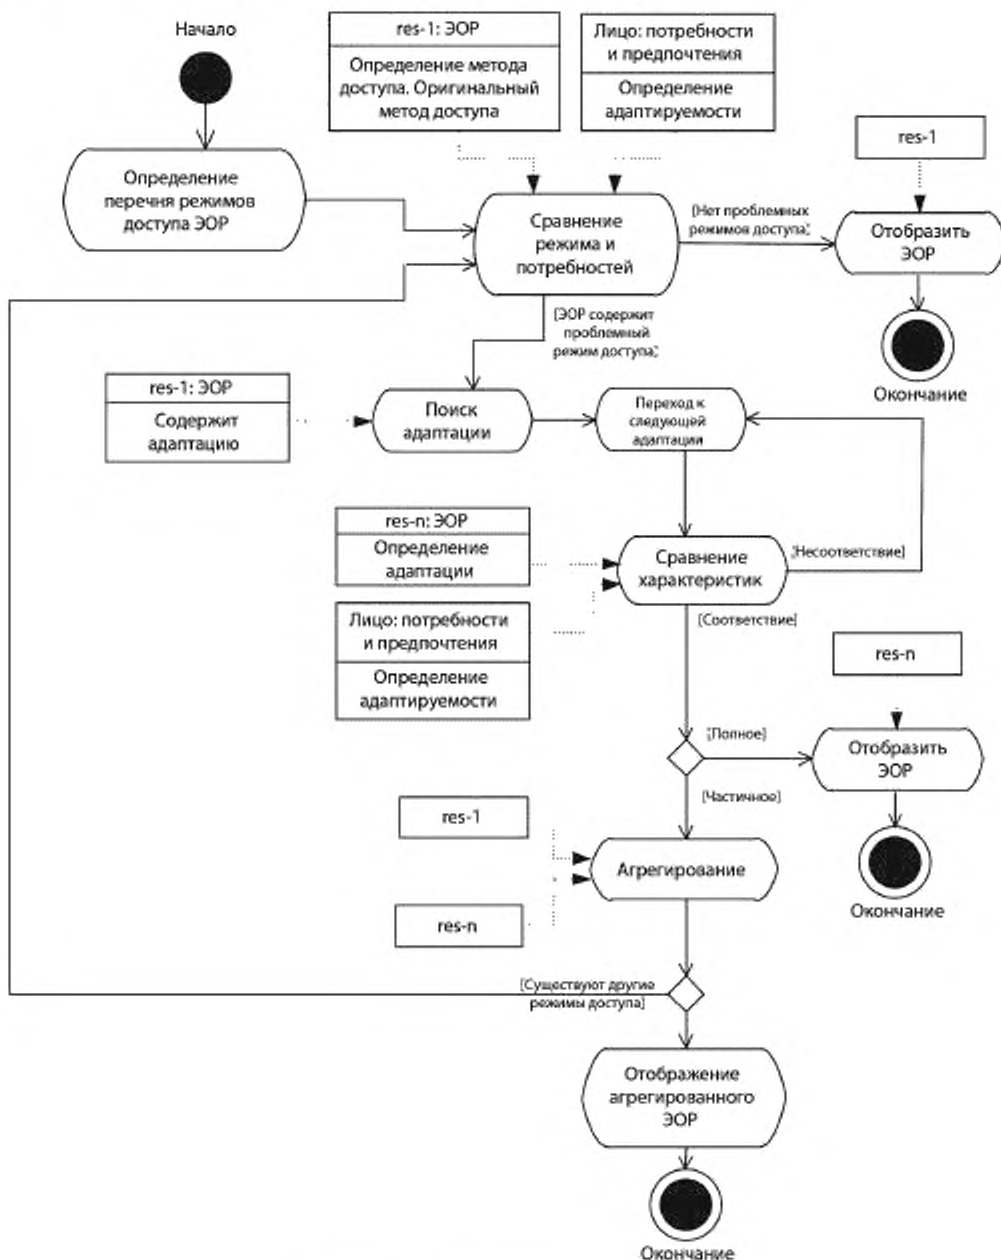 Начало
res-1: ЭОР
Определение метода
доступа. Оригинальный
метод доступа
Лицо: потребности
и предпочтения
Определение
адаптируемости
res-1
Определение
перечня режимов
доступа ЭОР
Сравнение
режима и
потребностей
[Нет проблемных
режимов доступа]
Отобразить
ЭОР
Окончание
[ЭОР содержит
проблемный
режим доступа]
res-1: ЭОР
Содержит
адаптацию
Поиск
адаптации
Переход к
следующей
адаптации
res-n: ЭОР
Определение
адаптации
Сравнение
характеристик
[Несоответствие]
Лицо: потребности
и предпочтения
Определение
адаптируемости
[Соответствие]
res-n
[Полное]
Отобразить
ЭОР
Окончание
[Частичное]
res-1
Агрегирование
res-n
[Существуют другие
режимы доступа]
Отображение
агрегированного
ЭОР
Окончание